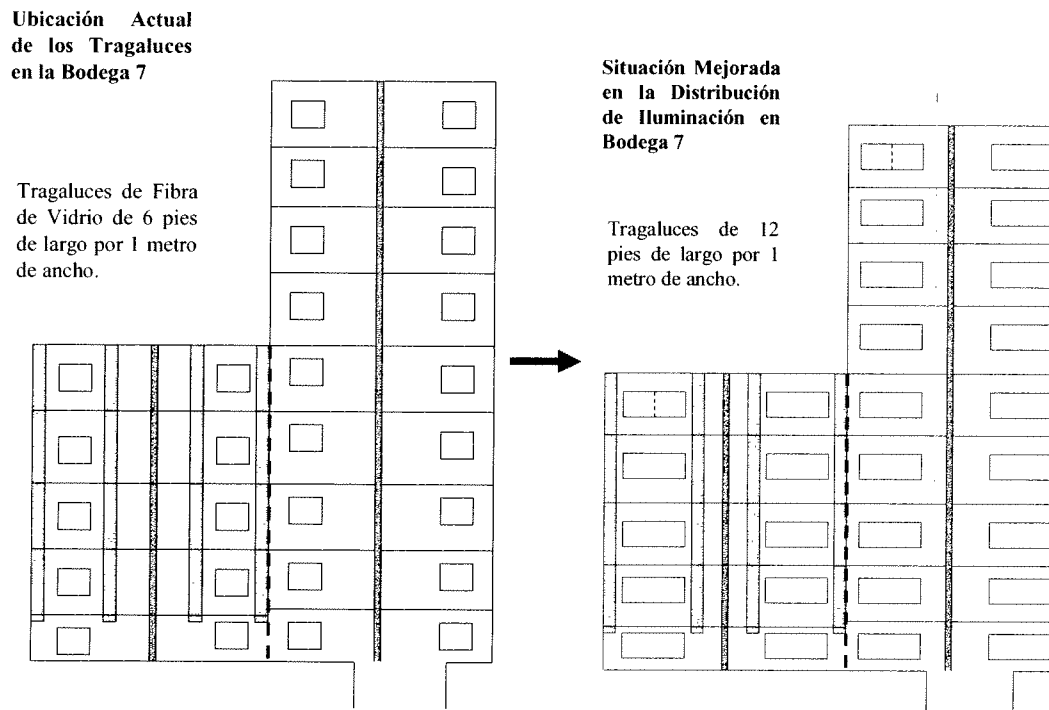 Ubicación Actual
de los Tragaluces
en la Bodega 7
Tragaluces de Fibra
de Vidrio de 6 pies
de largo por 1 metro
de ancho.
Situación Mejorada
en la Distribución
de Iluminación en
Bodega 7
Tragaluces de 12
pies de largo por 1
metro de ancho.